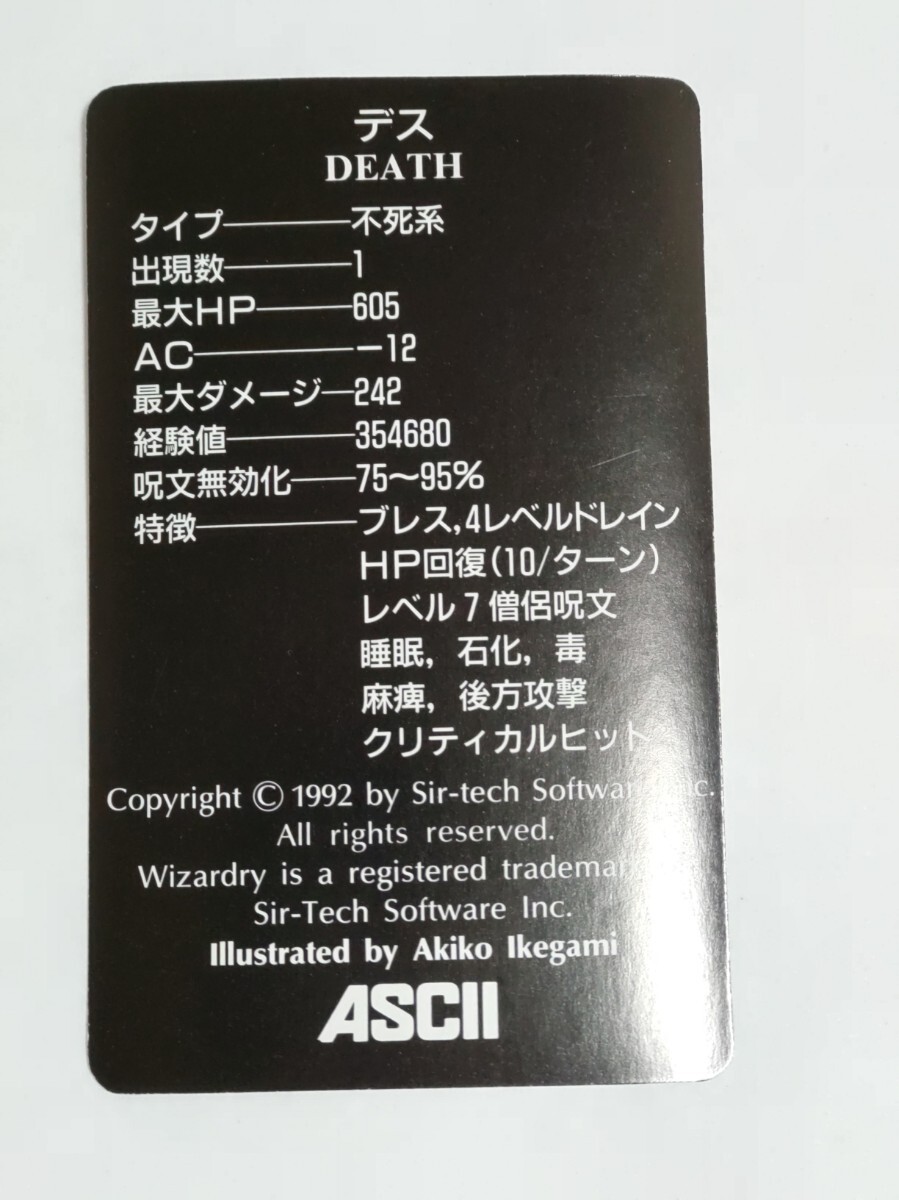 デス
DEATH
タイプ―――不死系
出現数―――1
最大HP―――605
AC―――−12
最大ダメージ―242
経験値―――354680
呪文無効化――75〜95%
特徴―――ブレス,4レベルドレイン
HP回復(10/ターン)
レベル7僧侶呪文
睡眠,石化,毒
麻痺,後方攻撃
クリティカルヒット
Copyright © 1992 by Sir-tech Software Inc.
All rights reserved.
Wizardry is a registered trademark
Sir-Tech Software Inc.
Illustrated by Akiko Ikegami
ASCII